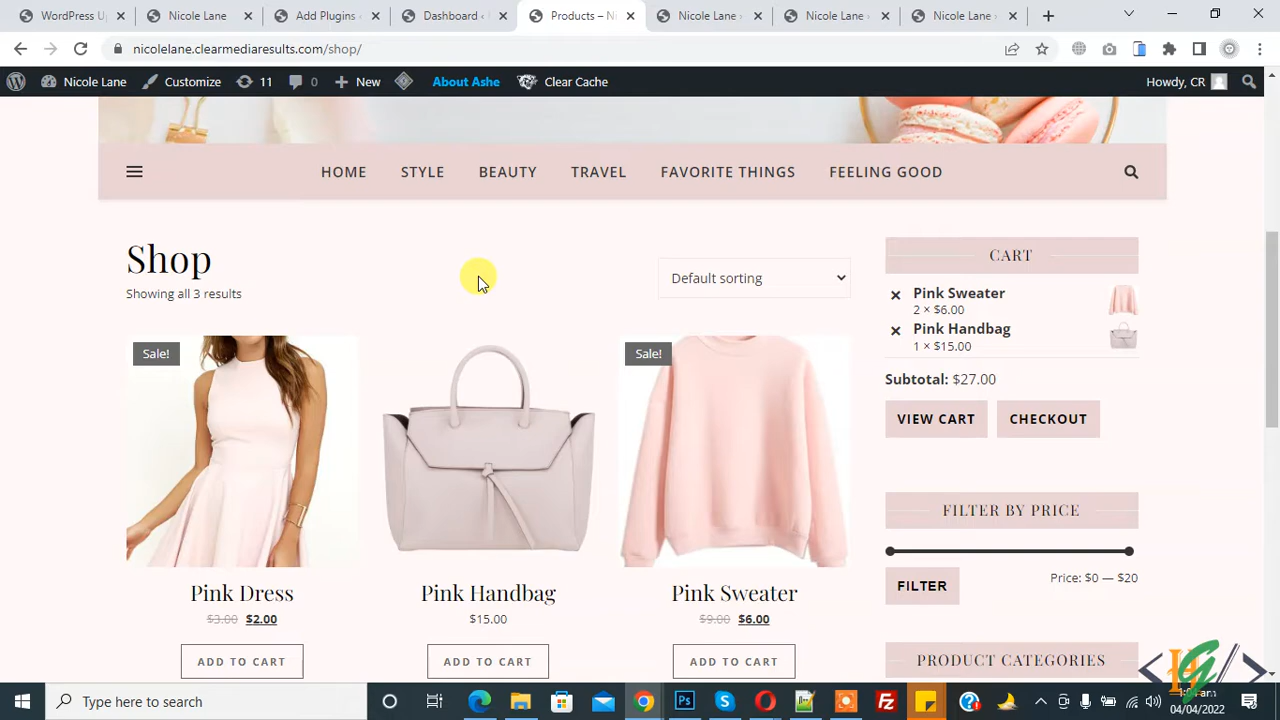 WordPress U
Nicole Lane
Add Plugins ‹
Dashboard ‹
Products – Ni
Nicole Lane ›
Nicole Lane ›
Nicole Lane ›
nicolelane.clearmediaresults.com/shop/
Nicole Lane
Customize
11
0
New
About Ashe
Clear Cache
Howdy, CR
HOME
STYLE
BEAUTY
TRAVEL
FAVORITE THINGS
FEELING GOOD
Shop
Showing all 3 results
Default sorting
CART
Pink Sweater
2 × $6.00
Pink Handbag
1 × $15.00
Subtotal: $27.00
VIEW CART
CHECKOUT
Sale!
Sale!
FILTER BY PRICE
FILTER
Price: $0 — $20
Pink Dress
$3.00 $2.00
ADD TO CART
Pink Handbag
$15.00
ADD TO CART
Pink Sweater
$9.00 $6.00
ADD TO CART
PRODUCT CATEGORIES
Type here to search
04/04/2022